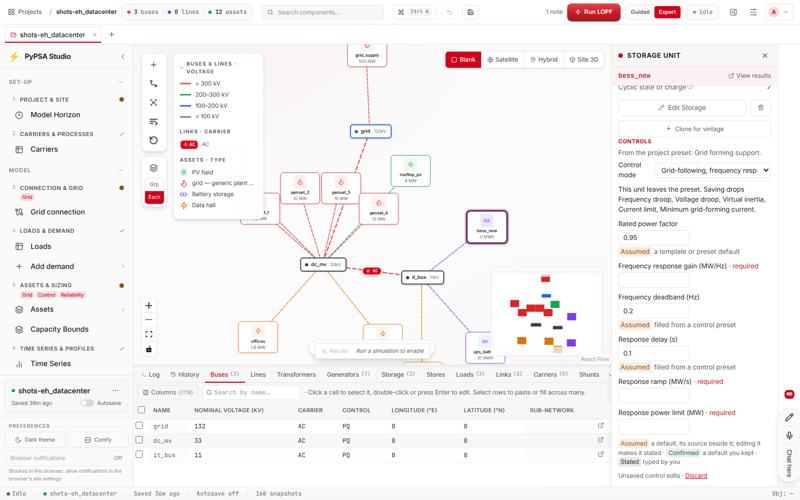 Projects / shots-eh_datacenter
3 buses • 0 lines • 12 assets
Search components...
Ctrl K
1 note
Run LOPF
Guided Expert
Idle
A
shots-eh_datacenter
PyPSA Studio
SET-UP
1 PROJECT & SITE
Model Horizon
2 CARRIERS & PROCESSES
Carriers
MODEL
3 CONNECTION & GRID
Grid
Grid connection
4 LOADS & DEMAND
Loads
Add demand
5 ASSETS & SIZING
Grid Control Reliability
Assets
Capacity Bounds
6 TIME SERIES & PROFILES
Time Series
shots-eh_datacenter
Saved 36m ago Autosave
PREFERENCES
Dark theme Comfy
Browser notifications Off
Blocked in this browser: allow notifications in the browser's site settings
Grp
Each
BUSES & LINES · VOLTAGE
> 300 kV
200–300 kV
100–200 kV
< 100 kV
LINKS · CARRIER
AC AC
ASSETS · TYPE
PV field
grid — generic plant ...
Battery storage
Data hall
Blank Satellite Hybrid Site 3D
grid_supply
500 MW
grid 132kV
rooftop_pv
4 MW
genset_2
10 MW
genset_3
10 MW
genset_4
10 MW
10 MW
bess_new
0 MWh
dc_mv 33kV
AC
it_bus 11kV
offices
1.8 MW
ups_batt
React Flow
Results Run a simulation to enable
Log History Buses (3) Lines Transformers Generators (7/76) Storage (3) Stores Loads (3) Links (2) Carriers (5) Shunts
Columns (7/19)
Search by name...
· Click a cell to select it, double-click or press Enter to edit. Select rows to paste or fill across many.
NAME NOMINAL VOLTAGE (KV) CARRIER CONTROL LONGITUDE (°E) LATITUDE (°N) SUB-NETWORK
grid 132 AC PQ 0 0
dc_mv 33 AC PQ 0 0
it_bus 11 AC PQ 0 0
STORAGE UNIT
bess_new
View results
Cyclic state of charge
Edit Storage
Clone for vintage
CONTROLS
From the project preset: Grid forming support.
Control mode
Grid-following, frequency resp
This unit leaves the preset. Saving drops Frequency droop, Voltage droop, Virtual inertia, Current limit, Minimum grid-forming current.
Rated power factor
0.95
Assumed a template or preset default
Frequency response gain (MW/Hz) · required
Frequency deadband (Hz)
0.2
Assumed filled from a control preset
Response delay (s)
0.1
Assumed filled from a control preset
Response ramp (MW/s) · required
Response power limit (MW) · required
Assumed a default, its source beside it; editing it makes it stated · Confirmed a default you kept · Stated typed by you
Unsaved control edits · Discard
Chat here
Idle shots-eh_datacenter Saved 36m ago Autosave off 168 snapshots Obj: —